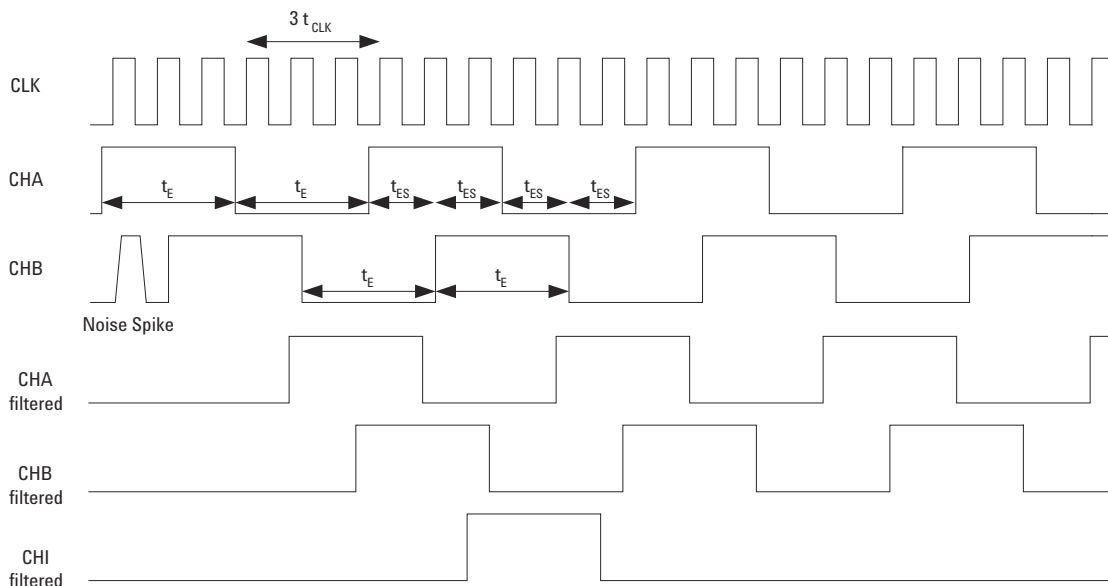 3 tCLK
CLK
CHA
tE
tE
tES
tES
tES
tES
CHB
tE
tE
Noise Spike
CHA
filtered
CHB
filtered
CHI
filtered